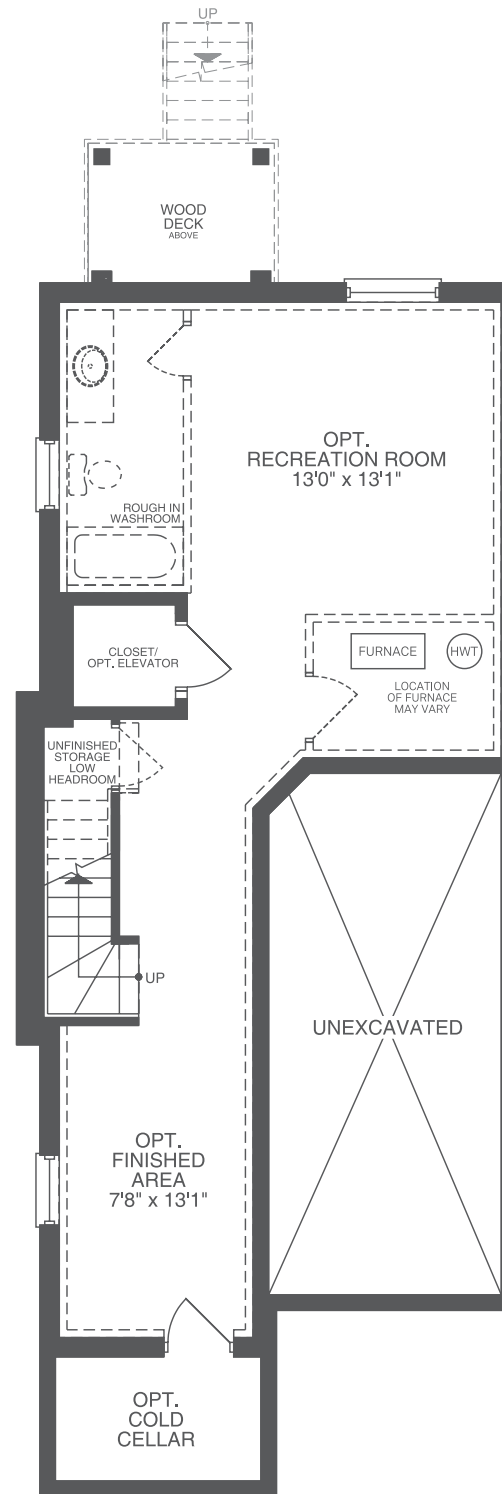 UP
WOOD
DECK
ABOVE
OPT.
RECREATION ROOM
13'0" x 13'1"
ROUGH IN
WASHROOM
CLOSET/
OPT. ELEVATOR
FURNACE
HWT
LOCATION
OF FURNACE
MAY VARY
UNFINISHED
STORAGE
LOW
HEADROOM
UP
UNEXCAVATED
OPT.
FINISHED
AREA
7'8" x 13'1"
OPT.
COLD
CELLAR